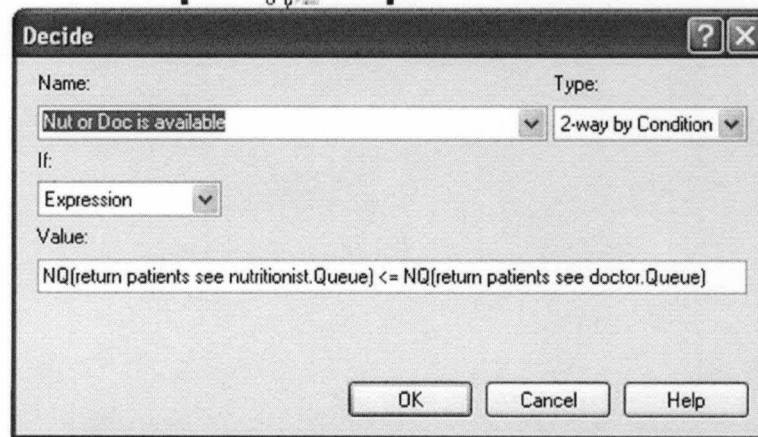 Decide
Name: Type:
Nut or Doc is available 2-way by Condition
If:
Expression
Value:
NQ(return patients see nutritionist.Queue) <= NQ(return patients see doctor.Queue)
OK Cancel Help